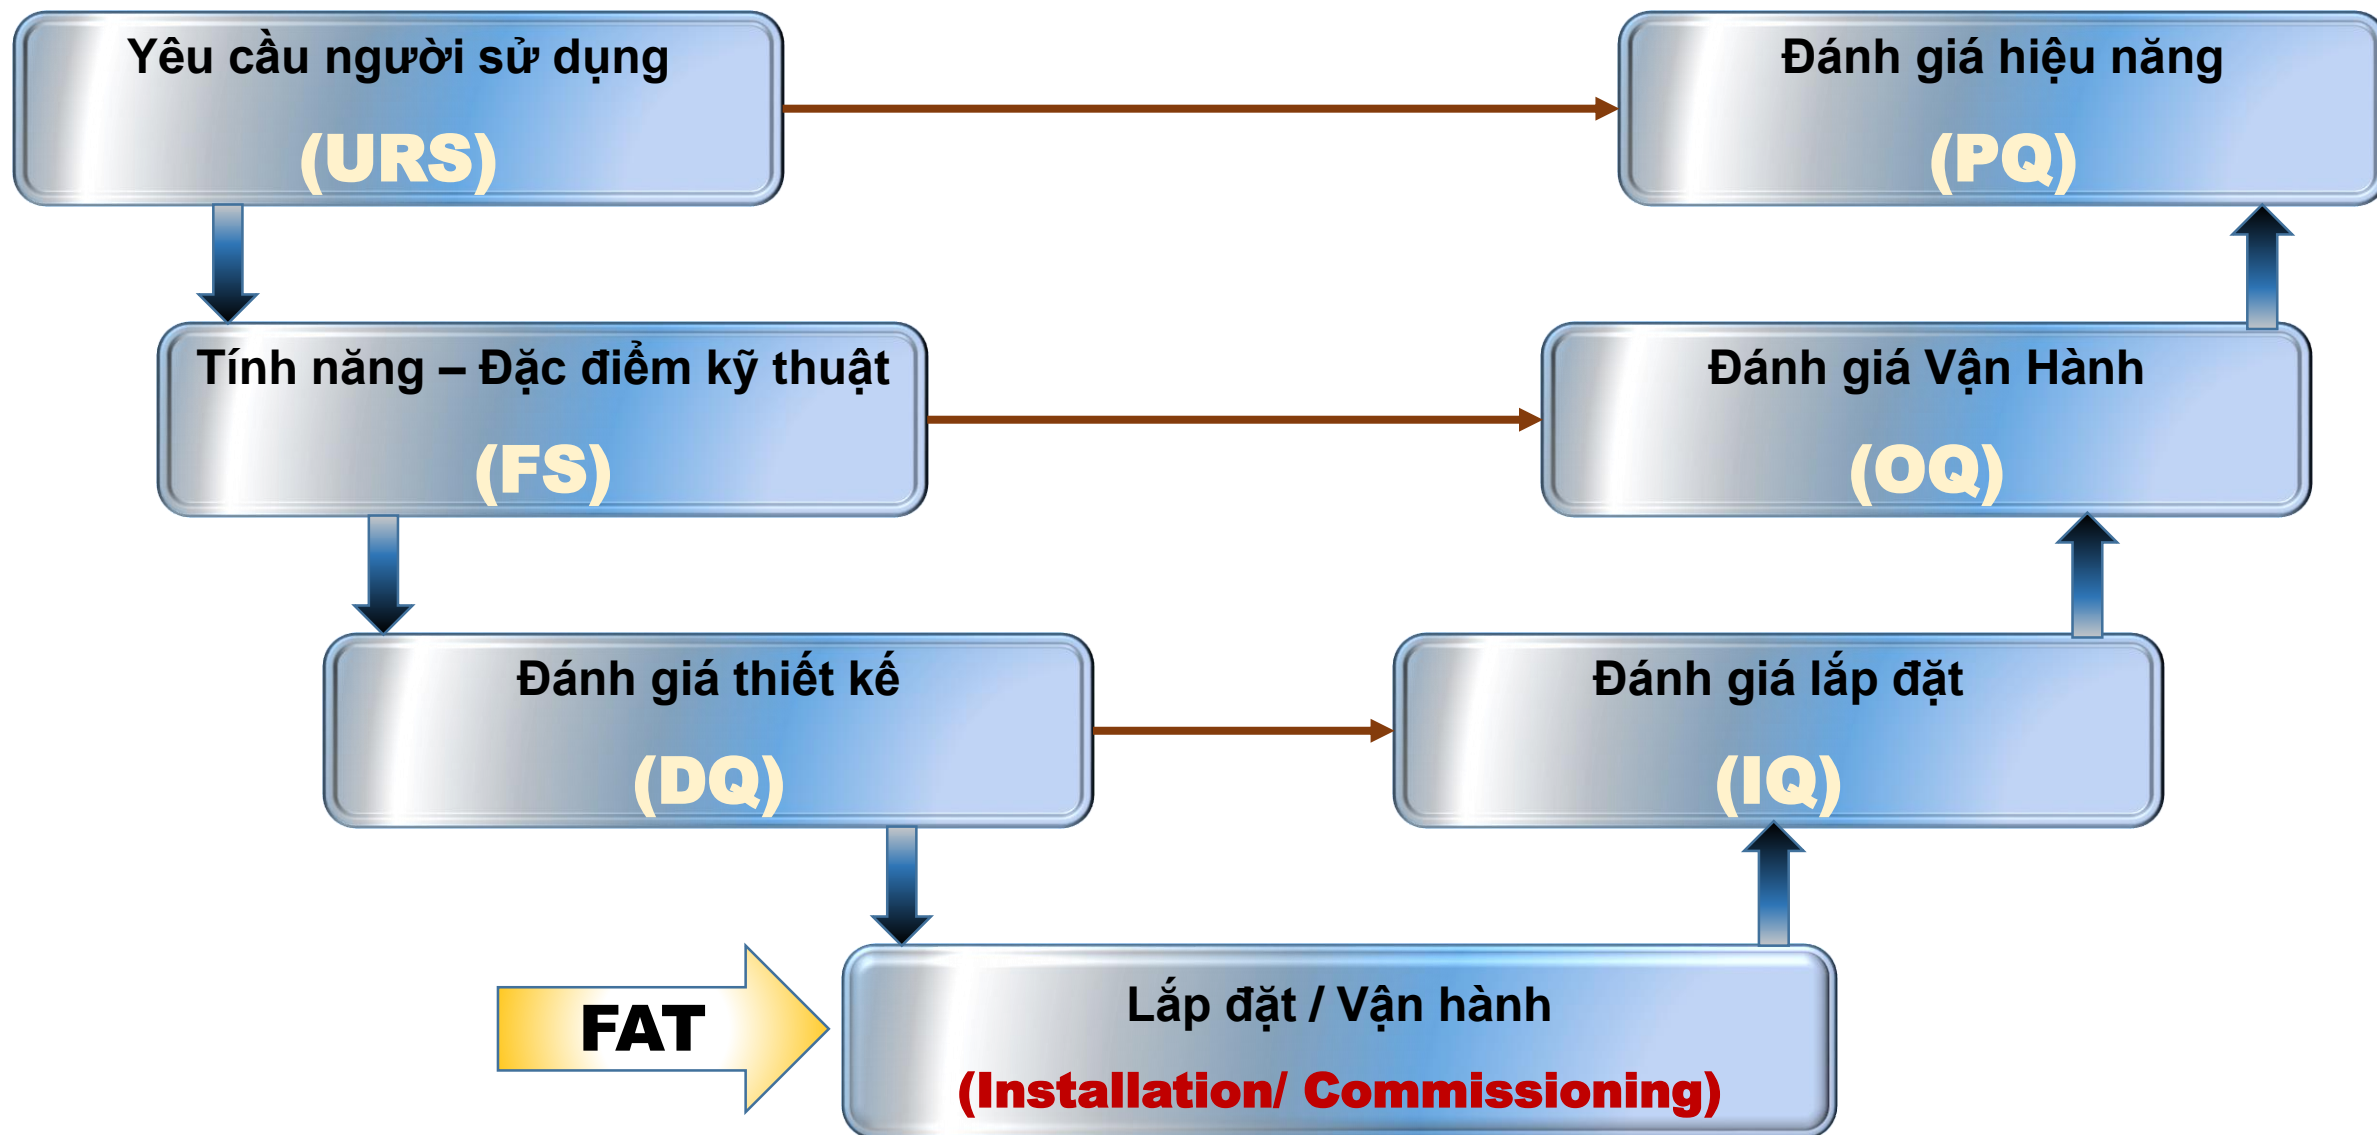 Yêu cầu người sử dụng
(URS)
Đánh giá hiệu năng
(PQ)
Tính năng – Đặc điểm kỹ thuật
(FS)
Đánh giá Vận Hành
(OQ)
Đánh giá thiết kế
(DQ)
Đánh giá lắp đặt
(IQ)
FAT
Lắp đặt / Vận hành
(Installation/ Commissioning)